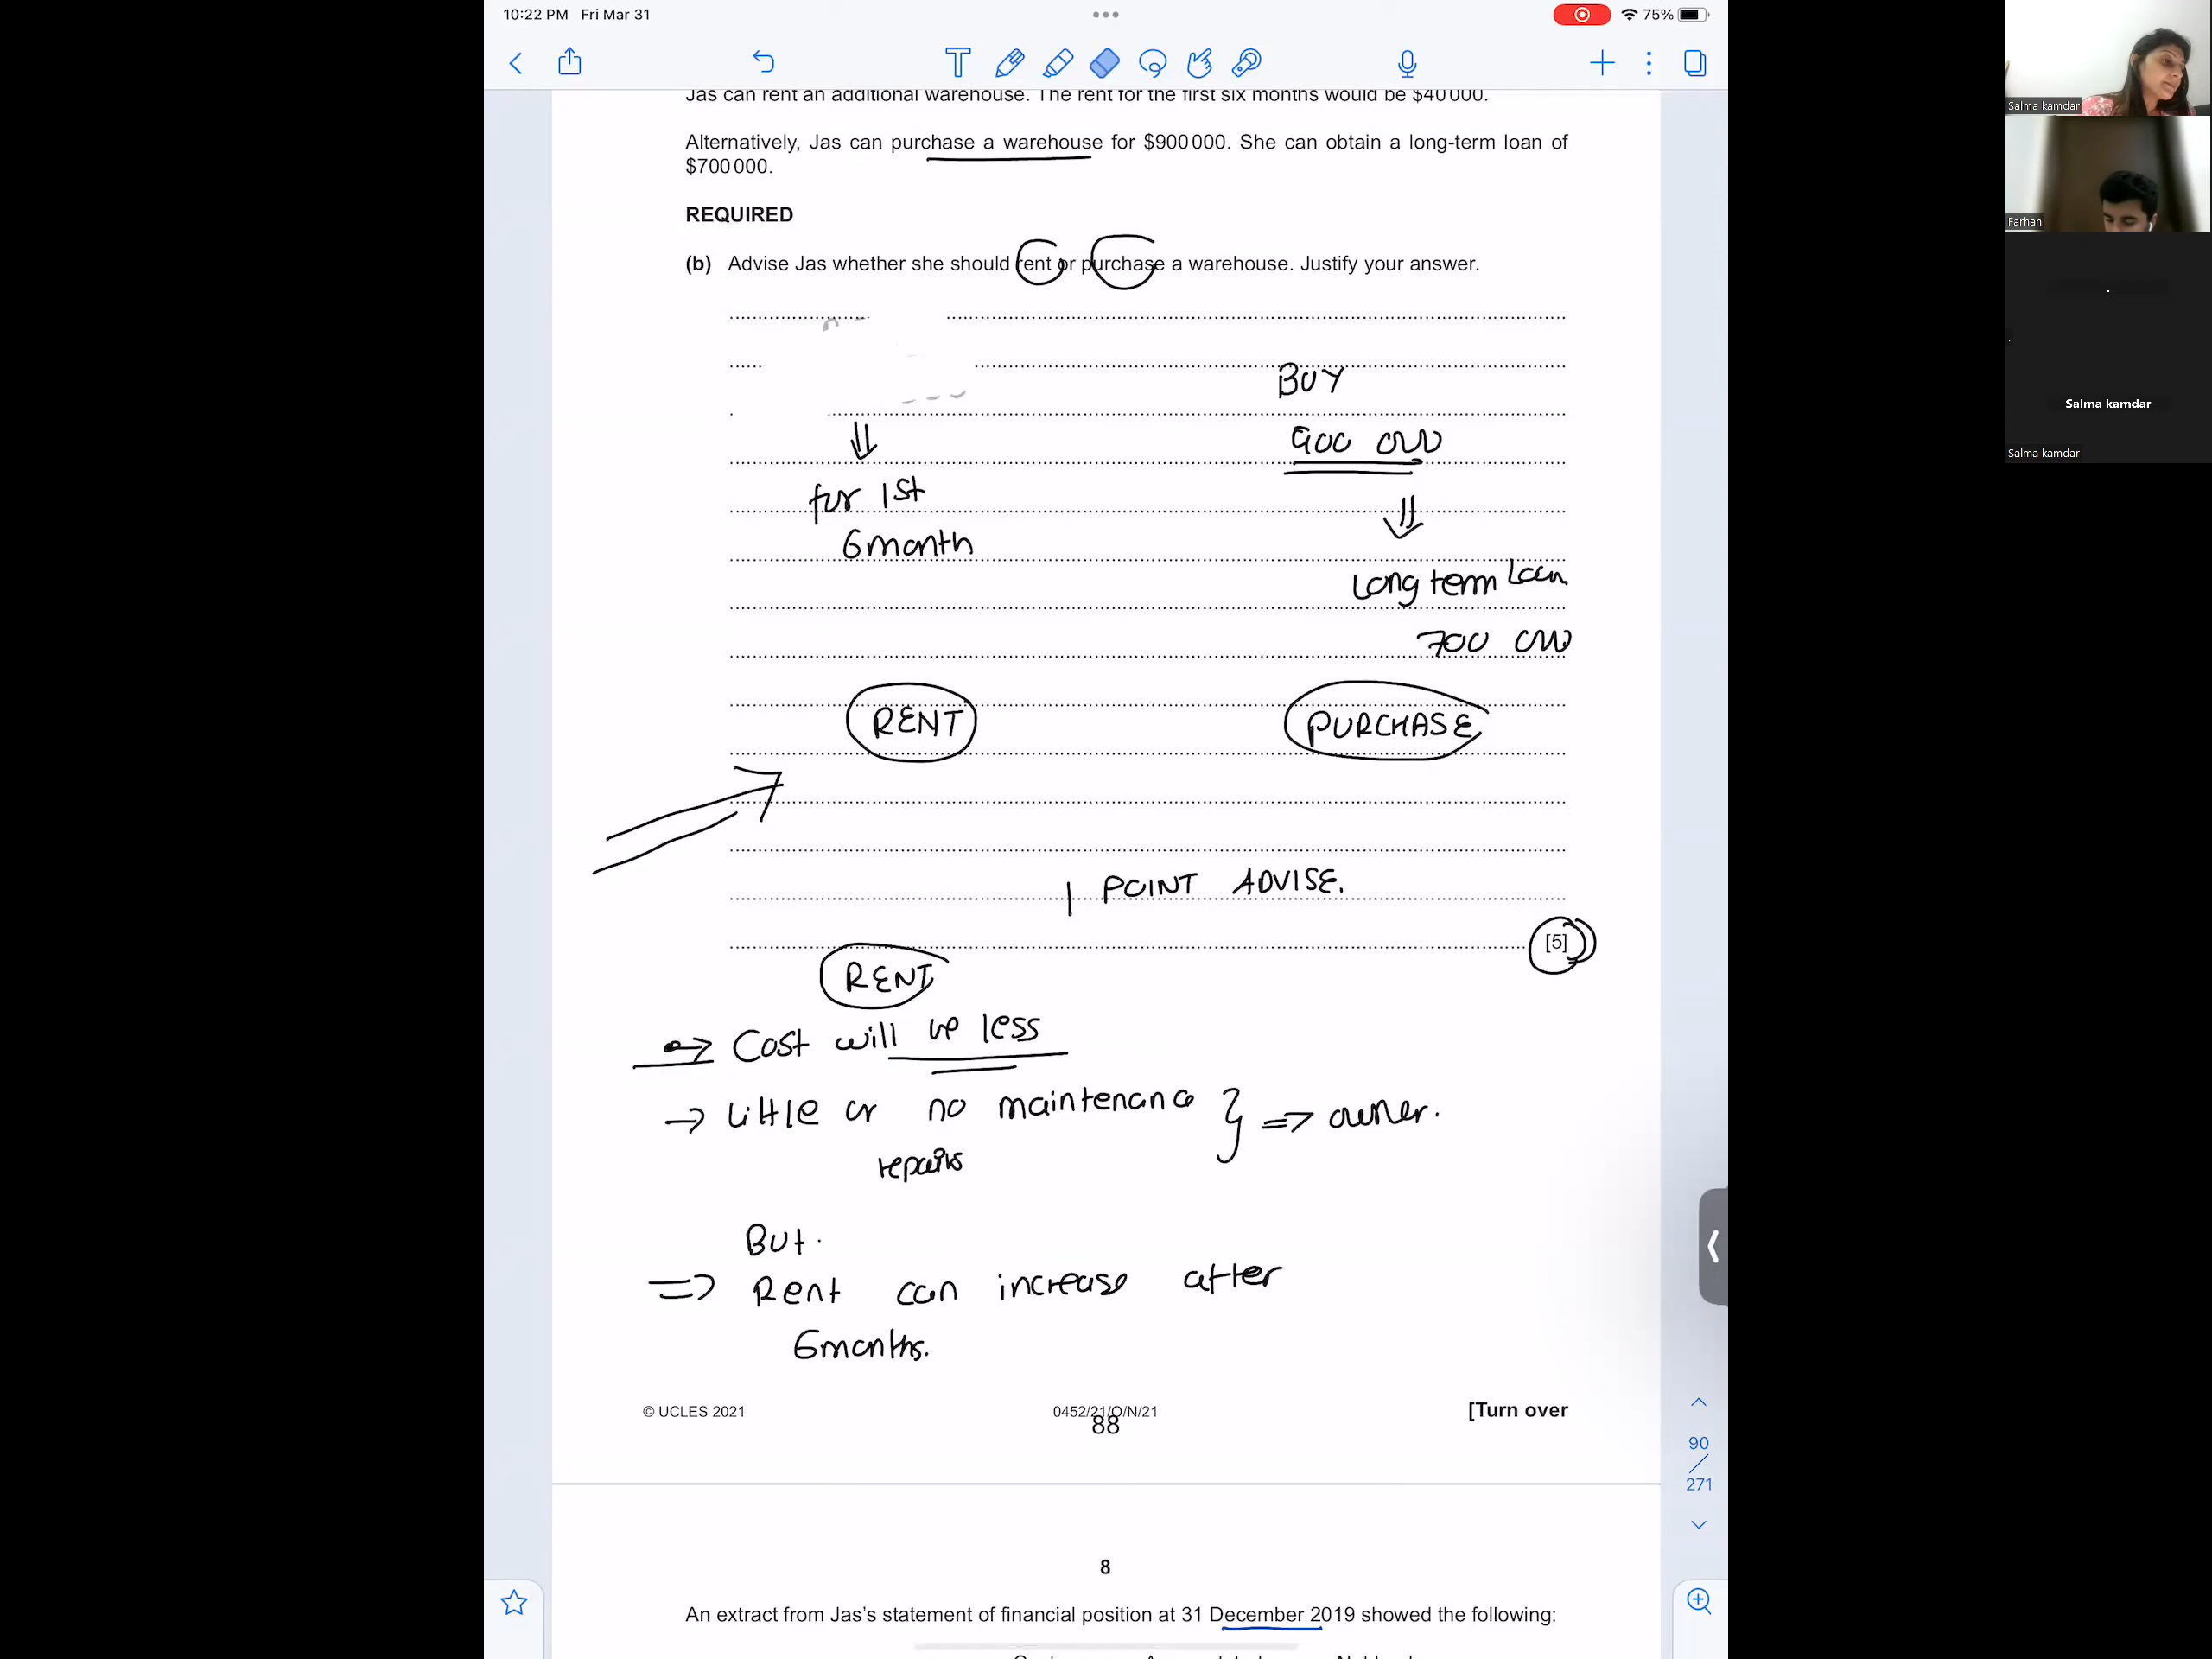 10:22 PM Fri Mar 31
75%
Jas can rent an additional warehouse. The rent for the first six months would be $40 000.
Alternatively, Jas can purchase a warehouse for $900 000. She can obtain a long-term loan of
$700 000.
REQUIRED
(b) Advise Jas whether she should rent or purchase a warehouse. Justify your answer.
BUY
900 000
for 1st
6month
Long term Loan
700 000
RENT
PURCHASE
1 POINT ADVISE.
[5]
RENT
Cost will be less
Little or no maintenance
repairs
owner.
But.
Rent can increase after
6months.
© UCLES 2021
0452/21/O/N/21
[Turn over
88
90
271
8
An extract from Jas's statement of financial position at 31 December 2019 showed the following:
Salma kamdar
Farhan
Salma kamdar
Salma kamdar